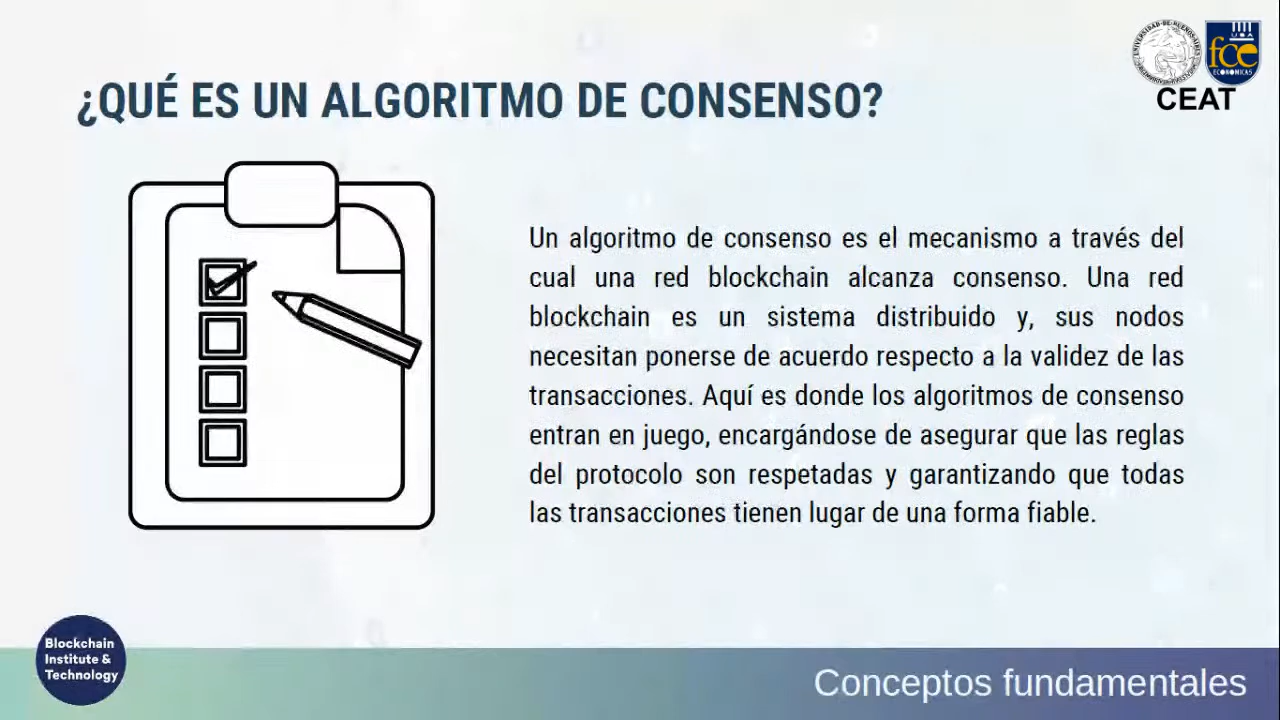 ¿QUÉ ES UN ALGORITMO DE CONSENSO?
UBA
fce
ECONOMICAS
CEAT
Un algoritmo de consenso es el mecanismo a través del
cual una red blockchain alcanza consenso. Una red
blockchain es un sistema distribuido y, sus nodos
necesitan ponerse de acuerdo respecto a la validez de las
transacciones. Aquí es donde los algoritmos de consenso
entran en juego, encargándose de asegurar que las reglas
del protocolo son respetadas y garantizando que todas
las transacciones tienen lugar de una forma fiable.
Blockchain
Institute &
Technology
Conceptos fundamentales